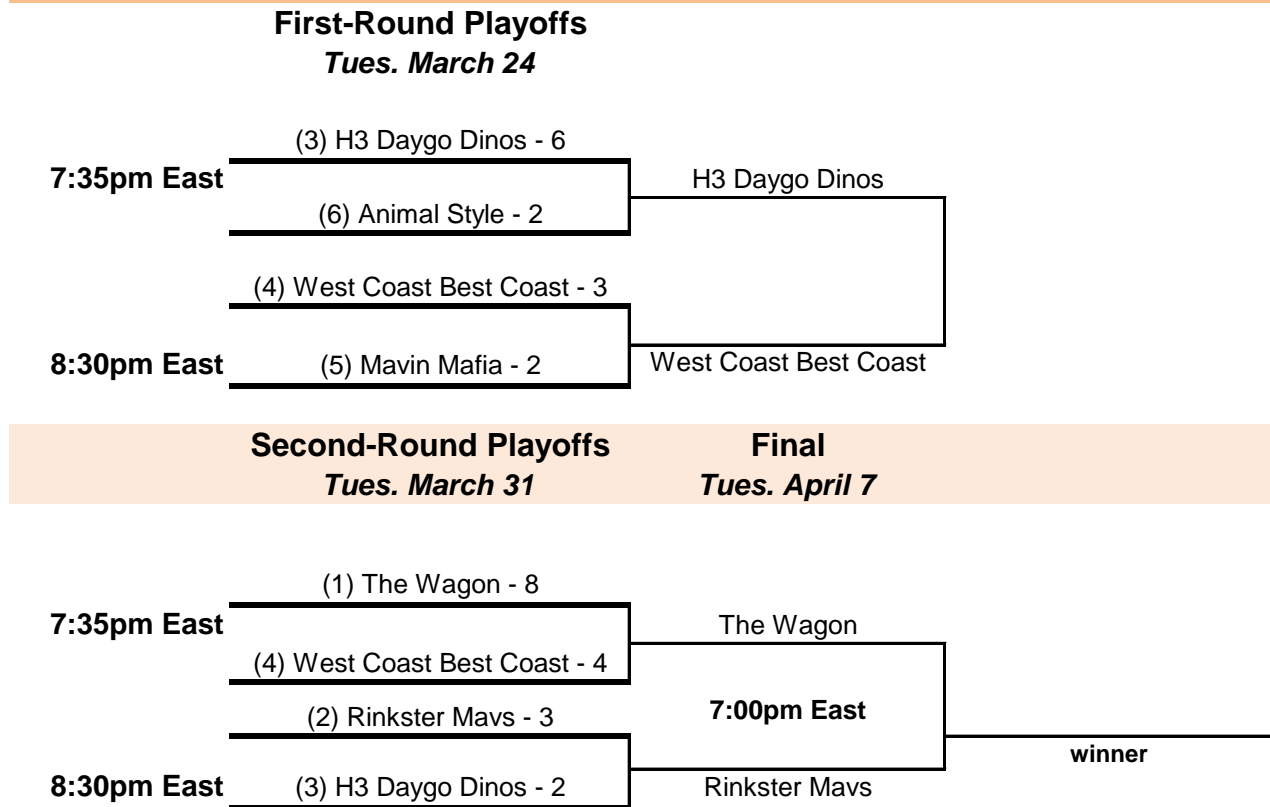 First-Round Playoffs
Tues. March 24
(3) H3 Daygo Dinos - 6
7:35pm East
H3 Daygo Dinos
(6) Animal Style - 2
(4) West Coast Best Coast - 3
8:30pm East
(5) Mavin Mafia - 2
West Coast Best Coast
Second-Round Playoffs
Final
Tues. March 31
Tues. April 7
(1) The Wagon - 8
7:35pm East
The Wagon
(4) West Coast Best Coast - 4
(2) Rinkster Mavs - 3
7:00pm East
winner
8:30pm East
(3) H3 Daygo Dinos - 2
Rinkster Mavs